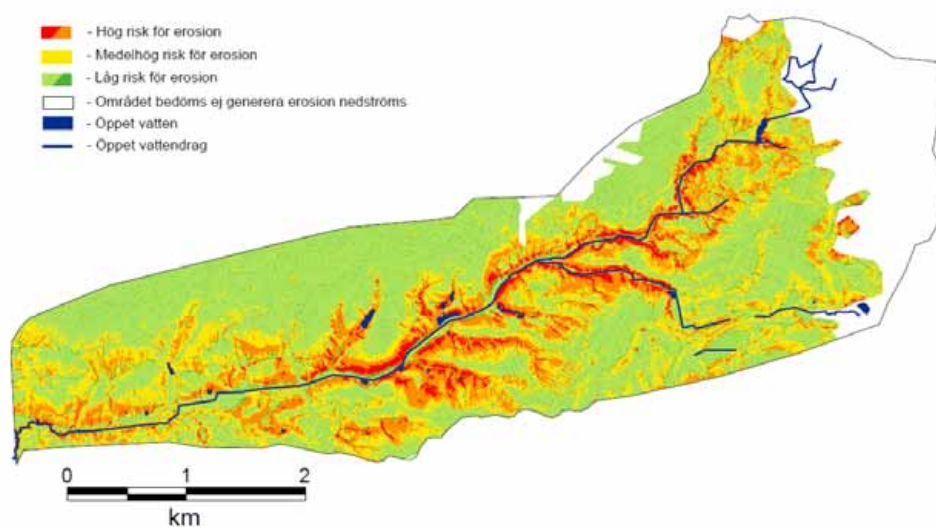 - Hög risk för erosion
- Medelhög risk för erosion
- Låg risk för erosion
- Området bedöms ej generera erosion nedströms
- Öppet vatten
- Öppet vattendrag
0 1 2
km